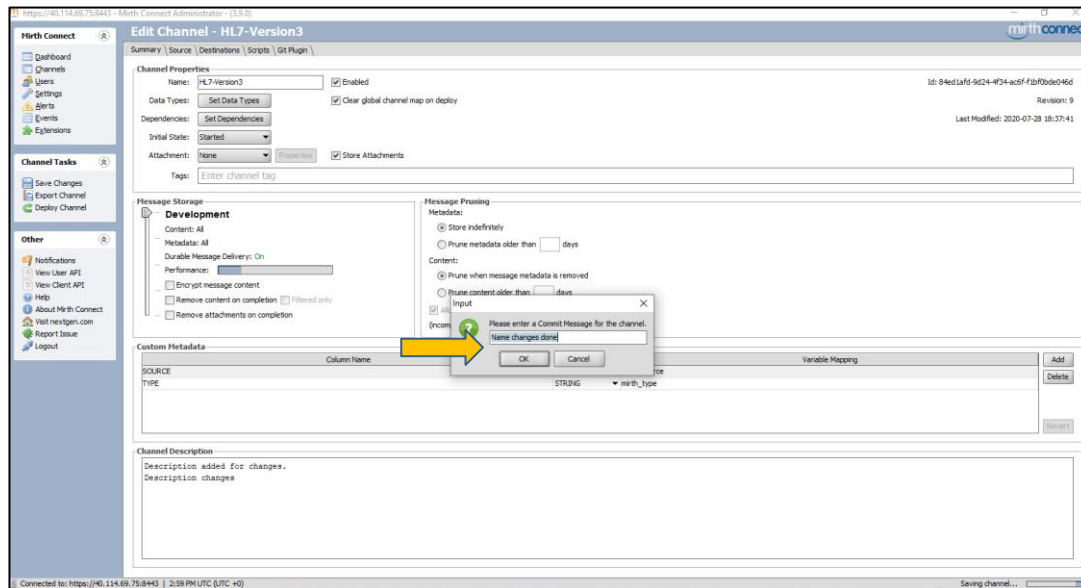 https://40.114.69.75:8443 - Mirth Connect Administrator - (3.9.0)
Mirth Connect
Dashboard
Channels
Users
Settings
Alerts
Events
Extensions
Channel Tasks
Save Changes
Export Channel
Deploy Channel
Other
Notifications
View User API
View Client API
Help
About Mirth Connect
Visit nextgen.com
Report Issue
Logout
Edit Channel - HL7-Version3
mirth connec
Summary Source Destinations Scripts Git Plugin
Channel Properties
Name: HL7-Version3 Enabled Id: 84ed1afd-9d24-4f34-ac6f-f1bf0bde046d
Data Types: Set Data Types Clear global channel map on deploy Revision: 9
Dependencies: Set Dependencies Last Modified: 2020-07-28 18:37:41
Initial State: Started
Attachment: None Properties Store Attachments
Tags: Enter channel tag
Message Storage
Development
Content: All
Metadata: All
Durable Message Delivery: On
Performance:
Encrypt message content
Remove content on completion Filtered only
Remove attachments on completion
Message Pruning
Metadata:
Store indefinitely
Prune metadata older than days
Content:
Prune when message metadata is removed
Prune content older than days
(incom
Input
Please enter a Commit Message for the channel.
Name changes done
OK Cancel
Custom Metadata
Column Name Variable Mapping
SOURCE rce
TYPE STRING mirth_type
Add
Delete
Revert
Channel Description
Description added for changes.
Description changes
Connected to: https://40.114.69.75:8443 | 2:59 PM UTC (UTC +0) Saving channel...